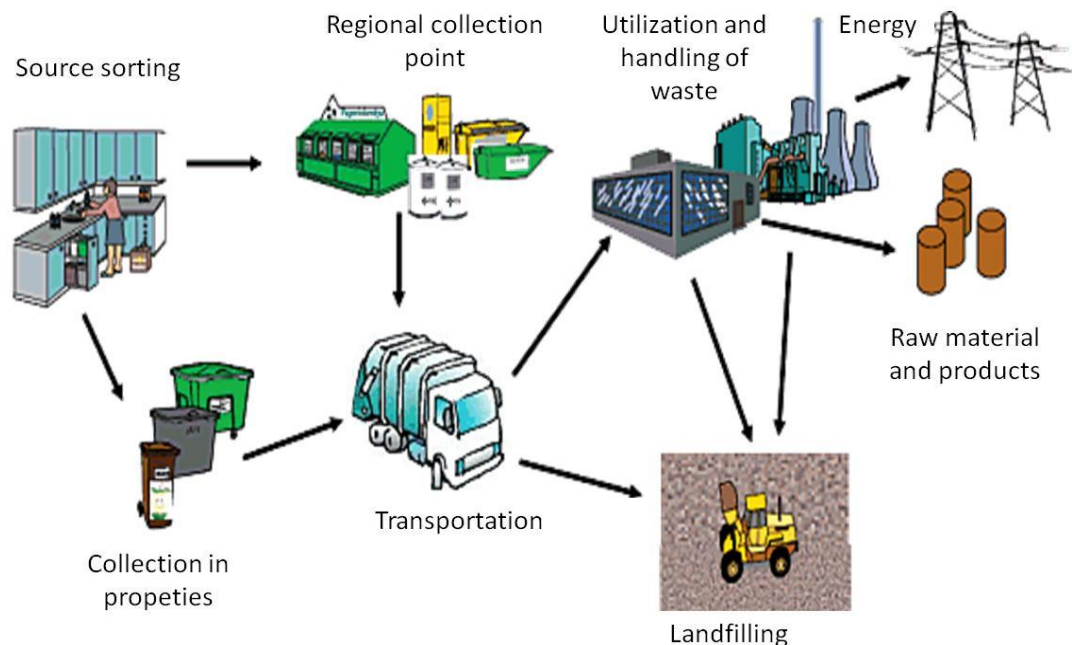 Source sorting
Regional collection
point
Utilization and
handling of
waste
Energy
Raw material
and products
Transportation
Collection in
propeties
Landfilling